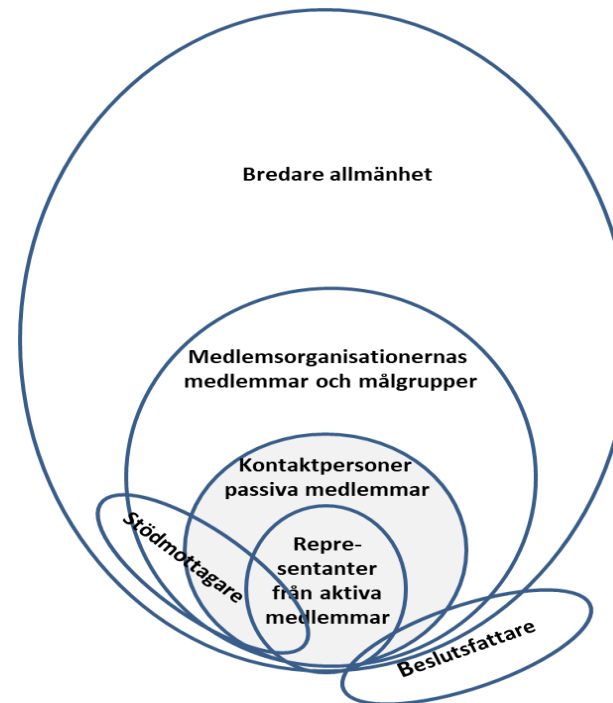 Bredare allmänhet
Medlemsorganisationernas
medlemmar och målgrupper
Kontaktpersoner
passiva medlemmar
Stödmottagare
Repre-
sentanter
från aktiva
medlemmar
Beslutsfattare